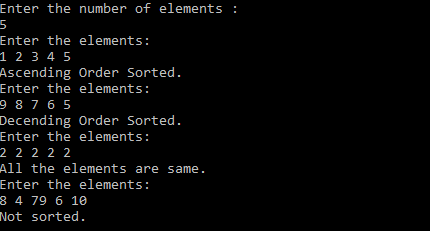 Enter the number of elements :
5
Enter the elements:
1 2 3 4 5
Ascending Order Sorted.
Enter the elements:
9 8 7 6 5
Decending Order Sorted.
Enter the elements:
2 2 2 2 2
All the elements are same.
Enter the elements:
8 4 79 6 10
Not sorted.